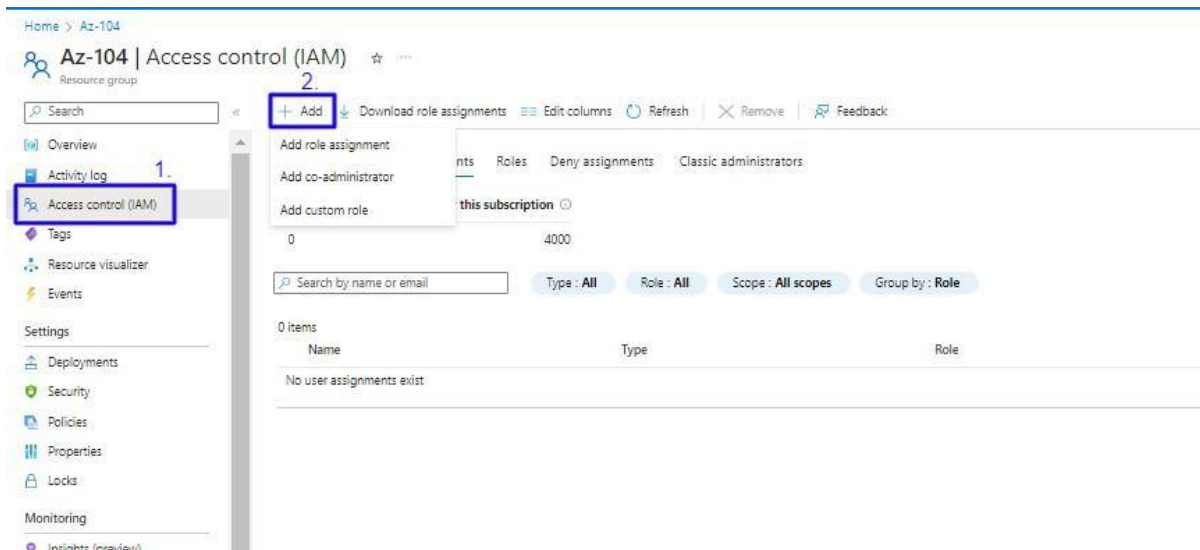 Home > Az-104
Az-104 | Access control (IAM)
Resource group
2.
Search
Add
Download role assignments
Edit columns
Refresh
Remove
Feedback
Overview
Activity log
1.
Access control (IAM)
Tags
Resource visualizer
Events
Settings
Deployments
Security
Policies
Properties
Locks
Monitoring
Insights (preview)
Add role assignment
Add co-administrator
Add custom role
nts
Roles
Deny assignments
Classic administrators
this subscription
0
4000
Search by name or email
Type : All
Role : All
Scope : All scopes
Group by : Role
0 items
Name
Type
Role
No user assignments exist